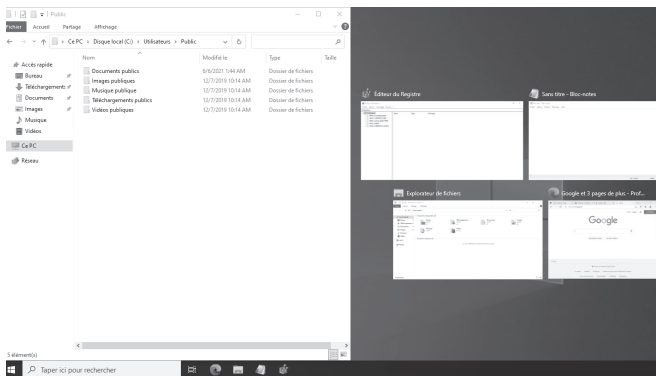 Public
Fichier Accueil Partage Affichage
Ce PC > Disque local (C:) > Utilisateurs > Public
Nom Modifié le Type Taille
Accès rapide
Bureau
Téléchargements
Documents
Images
Musique
Vidéos
Ce PC
Réseau
Documents publics 6/6/2021 1:44 AM Dossier de fichiers
Images publiques 12/7/2019 10:14 AM Dossier de fichiers
Musique publique 12/7/2019 10:14 AM Dossier de fichiers
Téléchargements publics 12/7/2019 10:14 AM Dossier de fichiers
Vidéos publiques 12/7/2019 10:14 AM Dossier de fichiers
5 élément(s)
Éditeur du Registre
Sans titre - Bloc-notes
Explorateur de fichiers
Google et 3 pages de plus - Prof...
Google
Taper ici pour rechercher